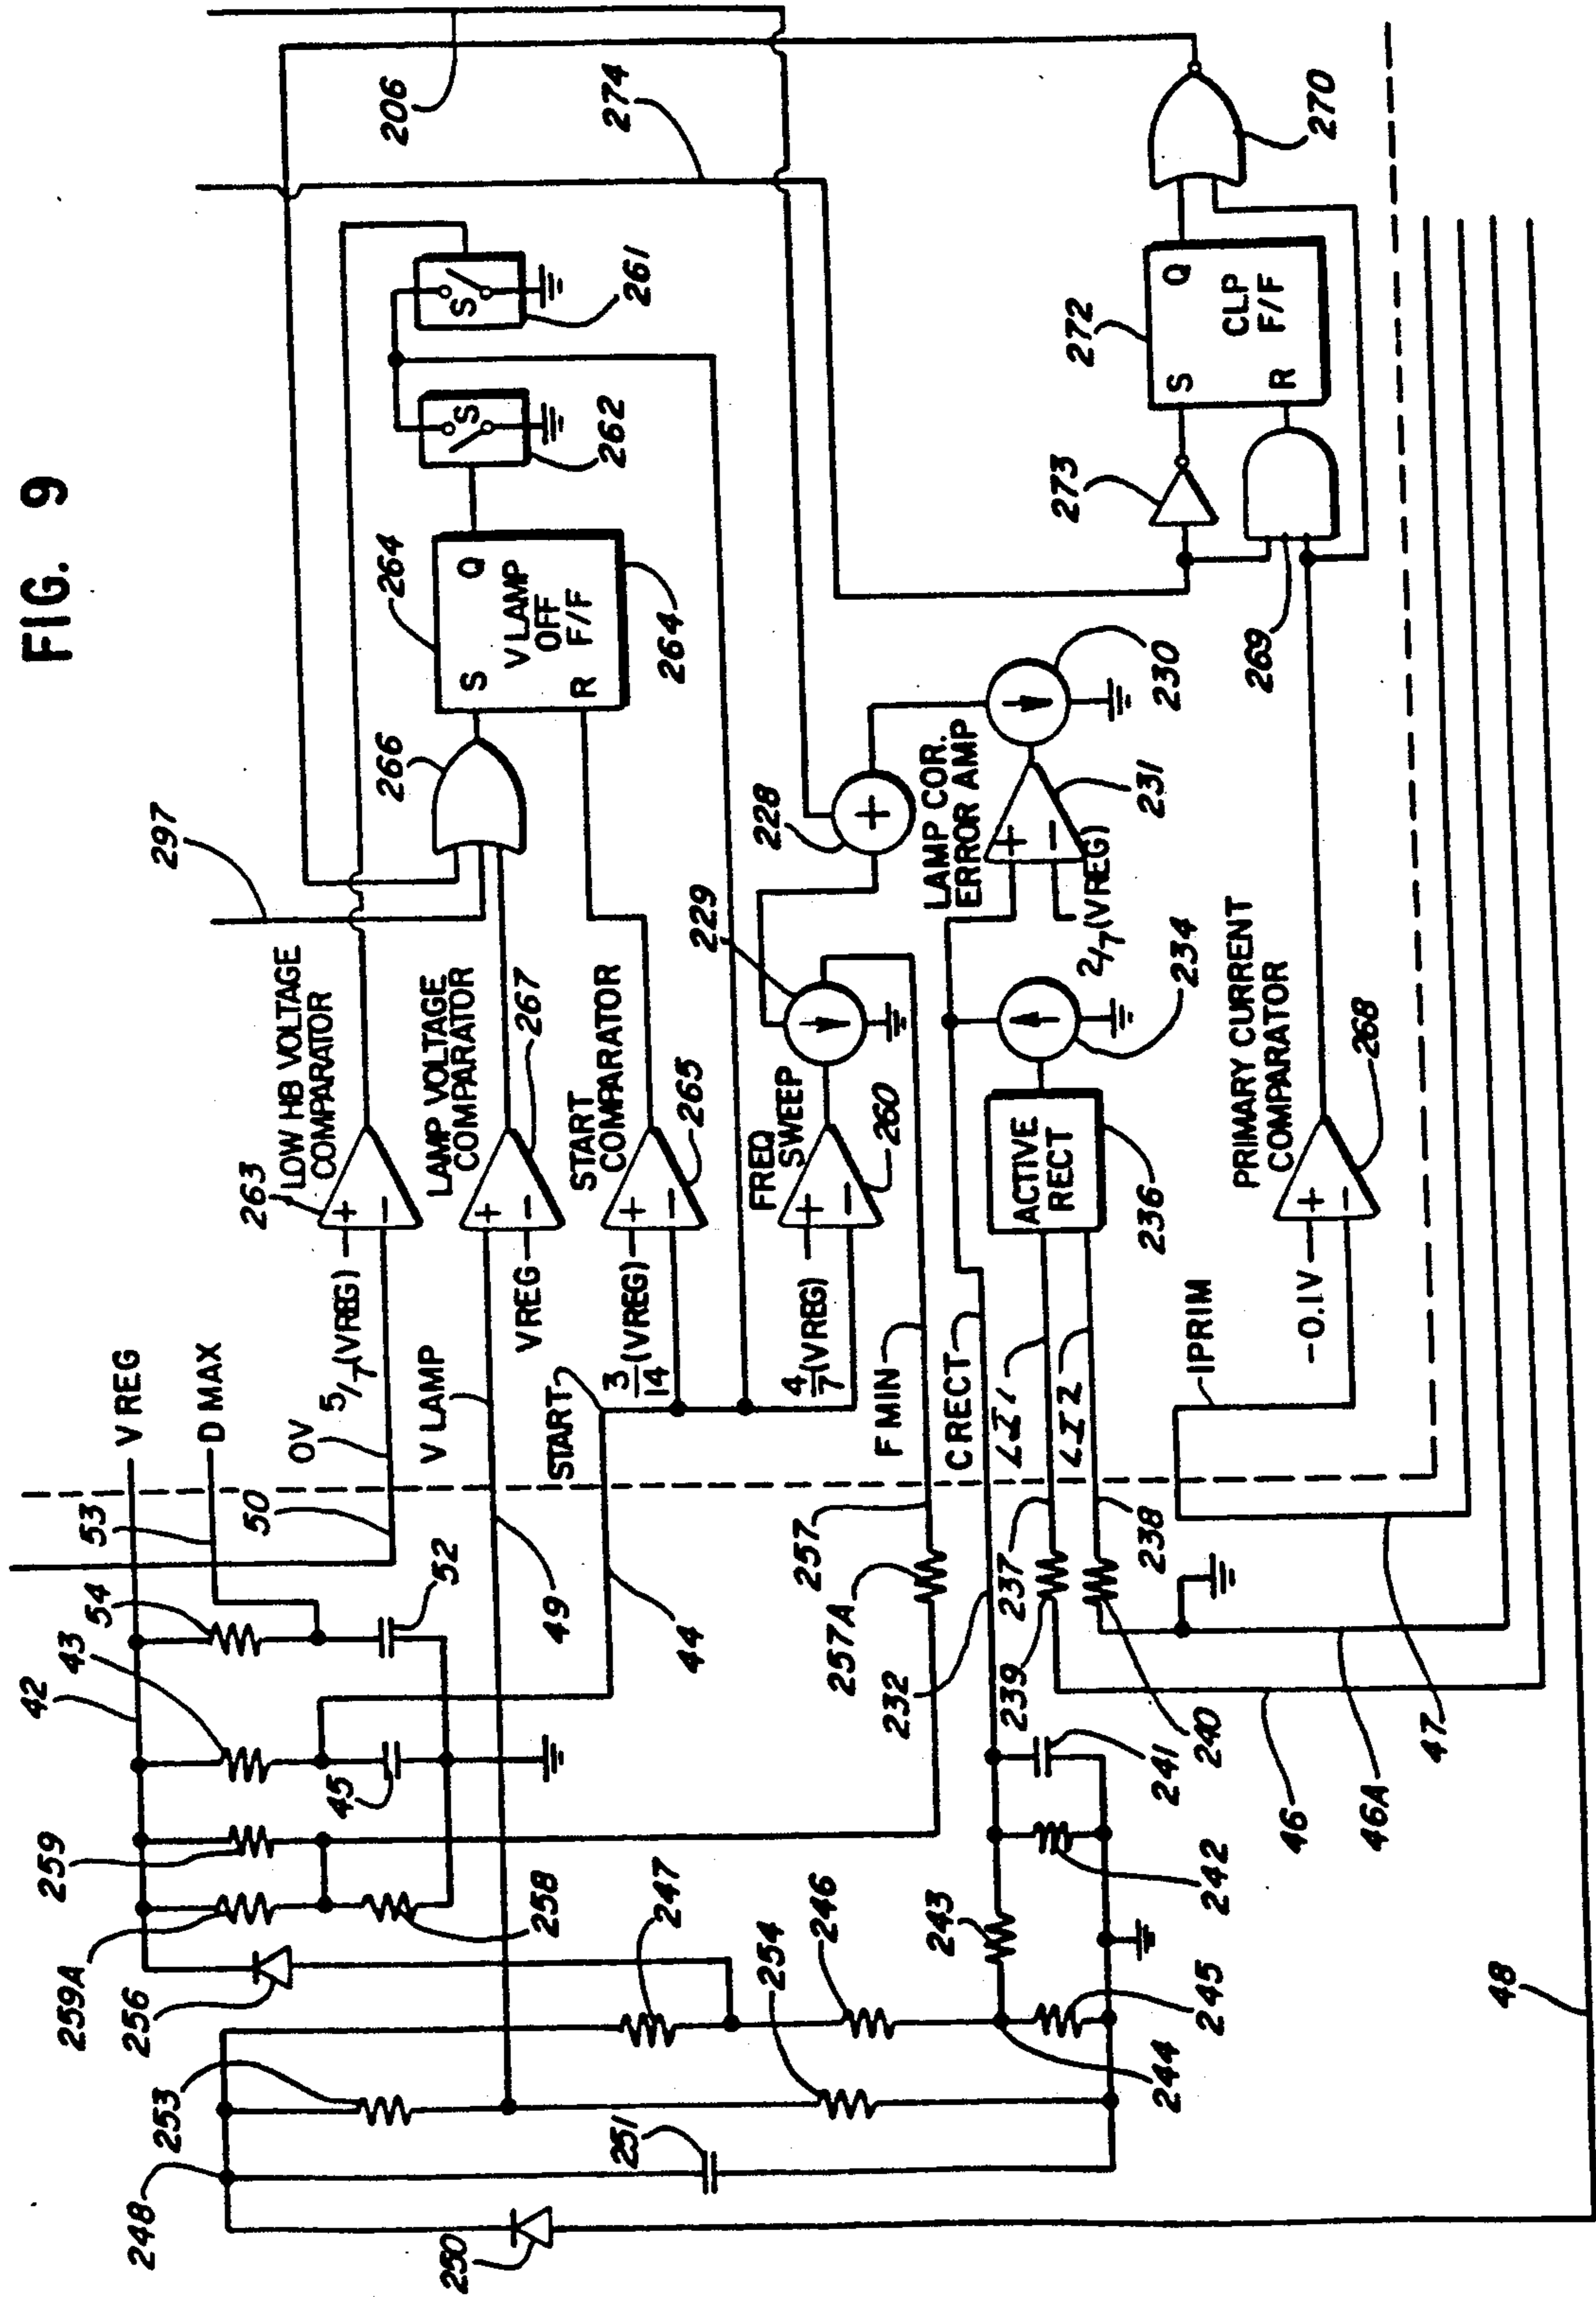 FIG. 9
206
274
297
266
264
S Q
V LAMP
OFF
F/F
R
264
S
262
S
261
263
LOW HB VOLTAGE
COMPARATOR
+
−
5/7(VREG)
OV
LAMP VOLTAGE
COMPARATOR
267
+
−
VREG
V LAMP
START
COMPARATOR
265
+
−
3/14 (VREG)
START
FREQ
SWEEP
260
+
−
4/7(VREG)
229
228
+
LAMP COR.
ERROR AMP
231
+
−
2/7(VREG)
230
234
ACTIVE
RECT
236
F MIN
CRECT
LI1
LI2
PRIMARY CURRENT
COMPARATOR
268
+
−
-0.1V
IPRIM
273
269
272
S Q
CLP
F/F
R
270
V REG
D MAX
53
50
42
43
54
52
49
44
45
259
259A
256
258
247
254
246
253
248
251
250
257
257A
232
237
239
238
240
241
242
243
245
244
46
46A
47
48